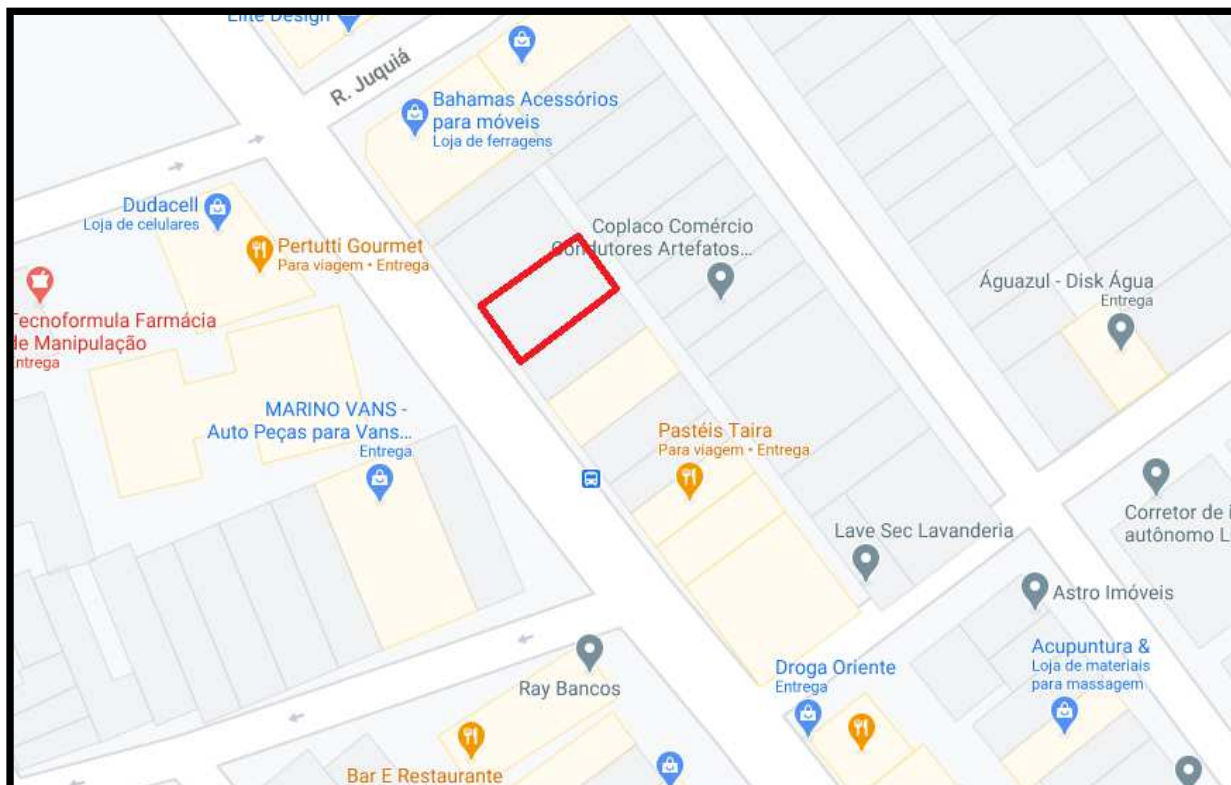 Elite Design
R. Juquiá
Bahamas Acessórios
para móveis
Loja de ferragens
Dudacell
Loja de celulares
Pertutti Gourmet
Para viagem • Entrega
Coplaco Comércio
Condutores Artefatos...
Águazul - Disk Água
Entrega
Tecnoformula Farmácia
de Manipulação
Entrega
MARINO VANS -
Auto Peças para Vans...
Entrega
Pastéis Taira
Para viagem • Entrega
Corretor de i
autônomo L
Lave Sec Lavanderia
Astro Imóveis
Acupuntura &
Loja de materiais
para massagem
Droga Oriente
Entrega
Ray Bancos
Bar E Restaurante